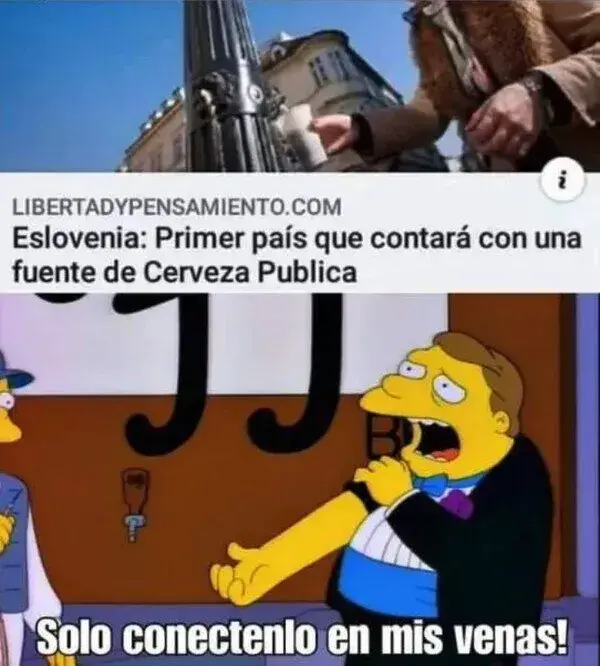 LIBERTADYPENSAMIENTO.COM
Eslovenia: Primer país que contará con una
fuente de Cerveza Publica
Solo conectenlo en mis venas!